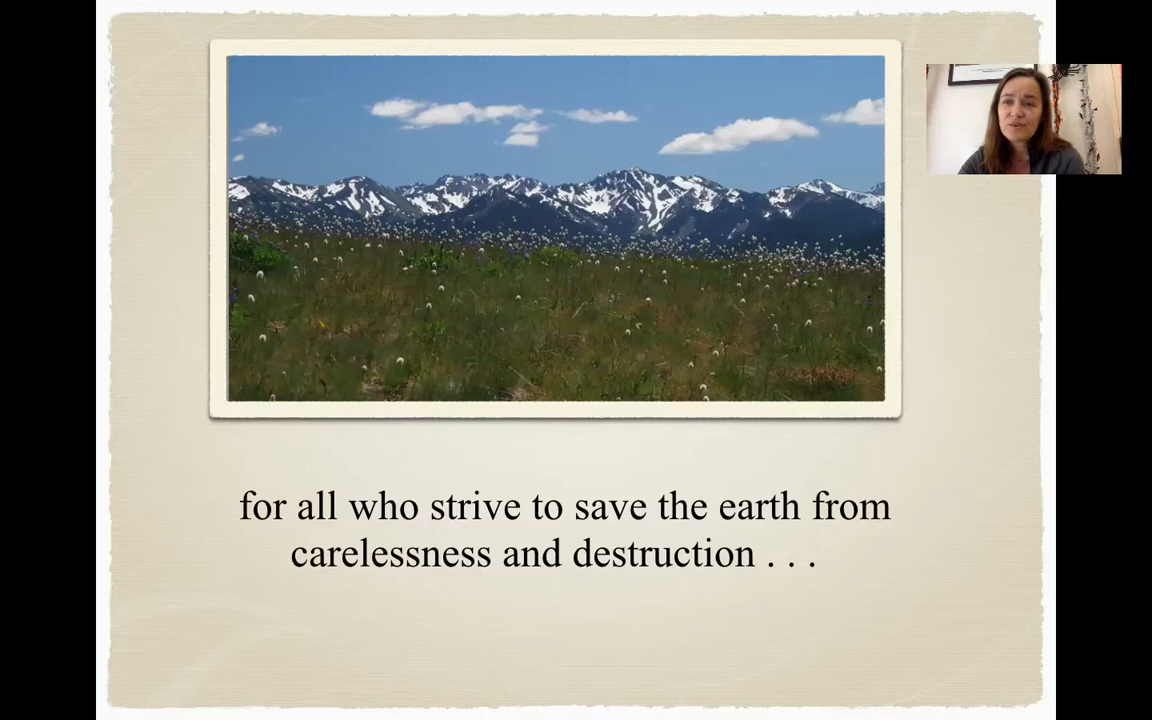 for all who strive to save the earth from
carelessness and destruction . . .